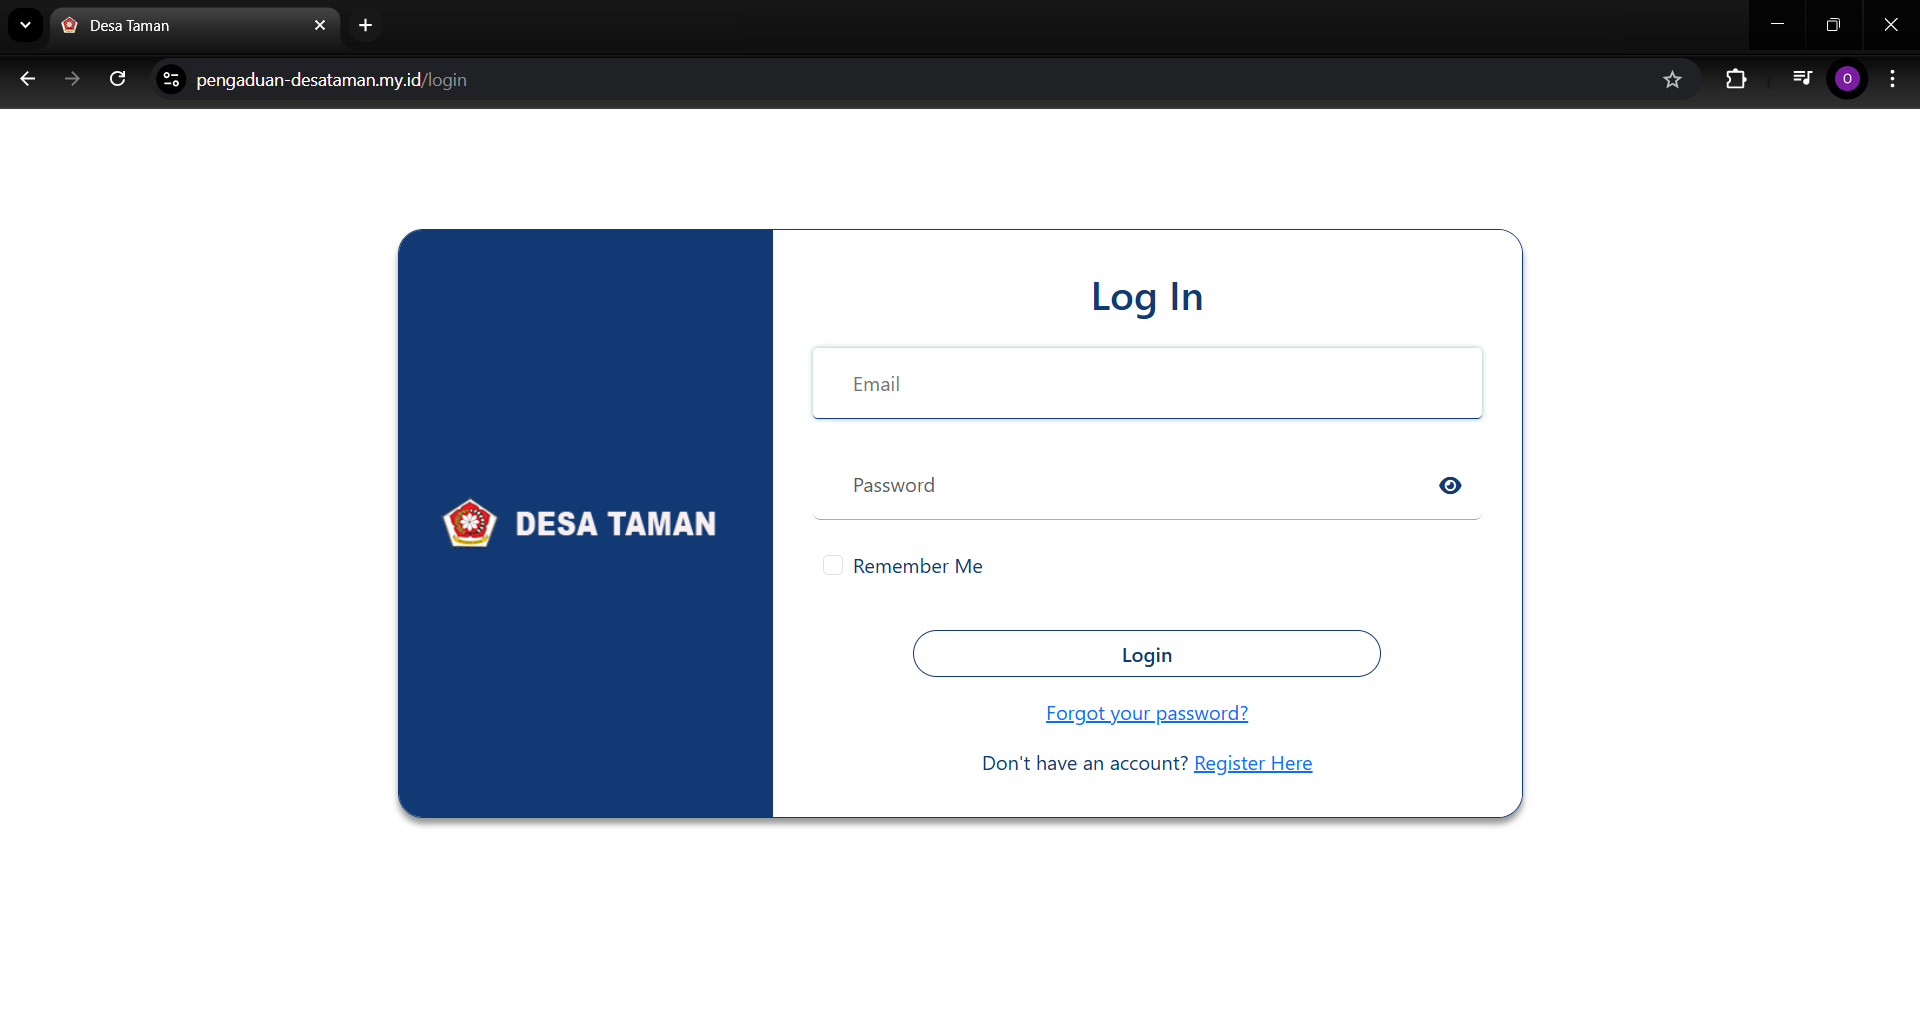 Desa Taman
pengaduan-desataman.my.id/login
O
DESA TAMAN
Log In
Email
Password
Remember Me
Login
Forgot your password?
Don't have an account? Register Here